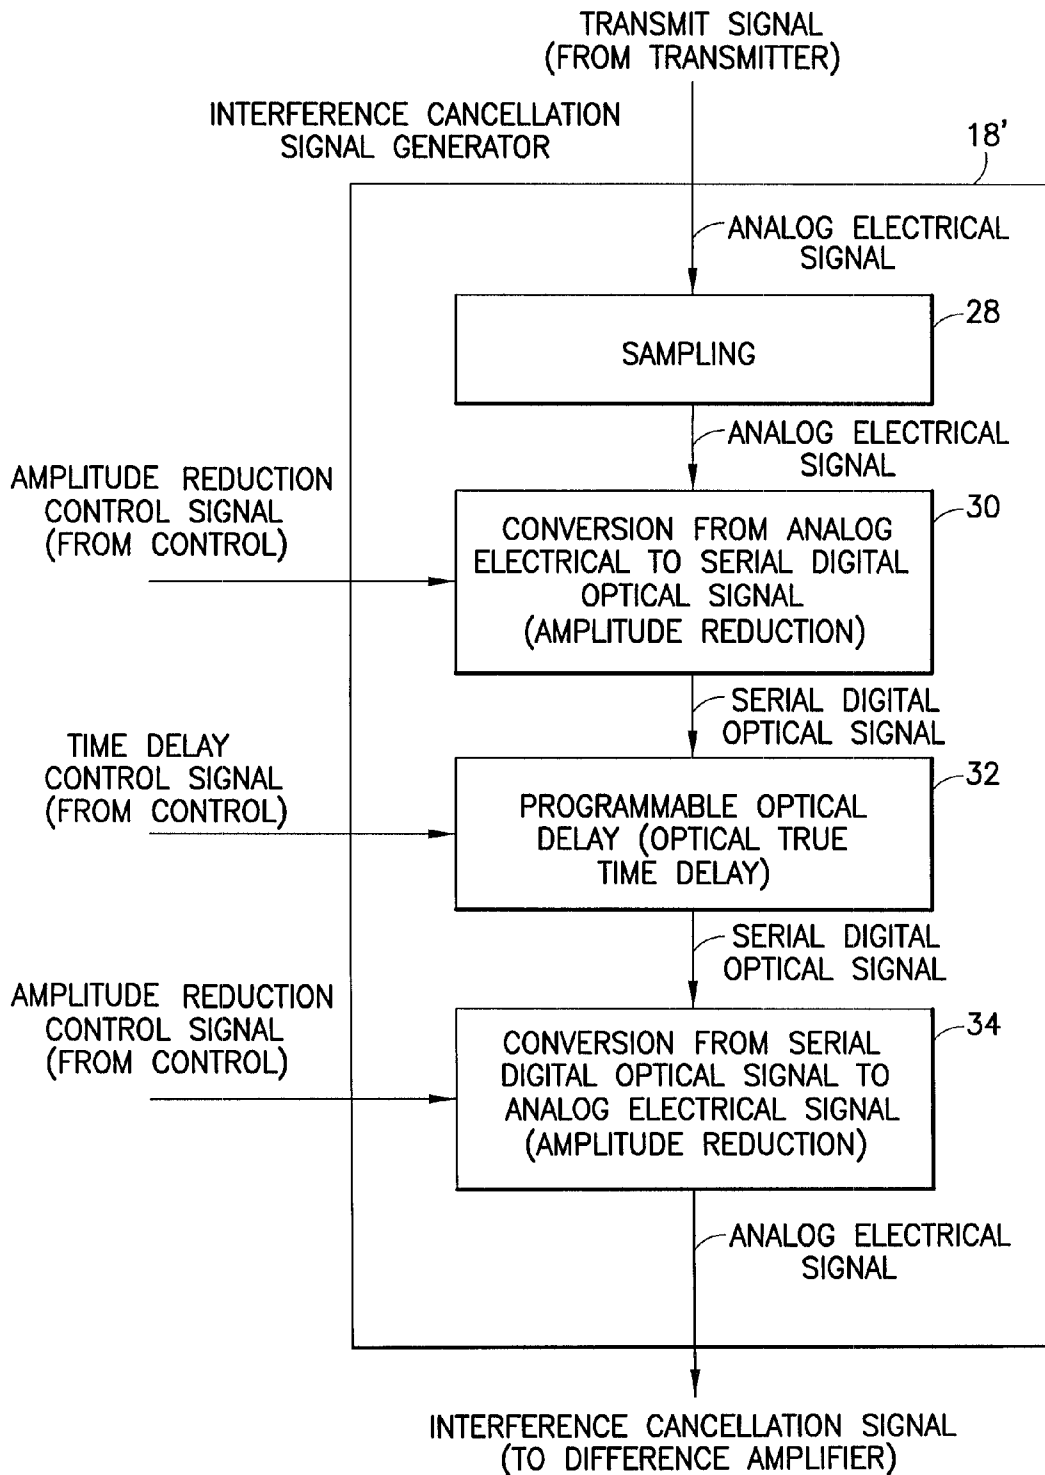 TRANSMIT SIGNAL
(FROM TRANSMITTER)
INTERFERENCE CANCELLATION
SIGNAL GENERATOR
18'
ANALOG ELECTRICAL
SIGNAL
28
SAMPLING
ANALOG ELECTRICAL
SIGNAL
AMPLITUDE REDUCTION
CONTROL SIGNAL
(FROM CONTROL)
30
CONVERSION FROM ANALOG
ELECTRICAL TO SERIAL DIGITAL
OPTICAL SIGNAL
(AMPLITUDE REDUCTION)
SERIAL DIGITAL
OPTICAL SIGNAL
TIME DELAY
CONTROL SIGNAL
(FROM CONTROL)
32
PROGRAMMABLE OPTICAL
DELAY (OPTICAL TRUE
TIME DELAY)
SERIAL DIGITAL
OPTICAL SIGNAL
AMPLITUDE REDUCTION
CONTROL SIGNAL
(FROM CONTROL)
34
CONVERSION FROM SERIAL
DIGITAL OPTICAL SIGNAL TO
ANALOG ELECTRICAL SIGNAL
(AMPLITUDE REDUCTION)
ANALOG ELECTRICAL
SIGNAL
INTERFERENCE CANCELLATION SIGNAL
(TO DIFFERENCE AMPLIFIER)